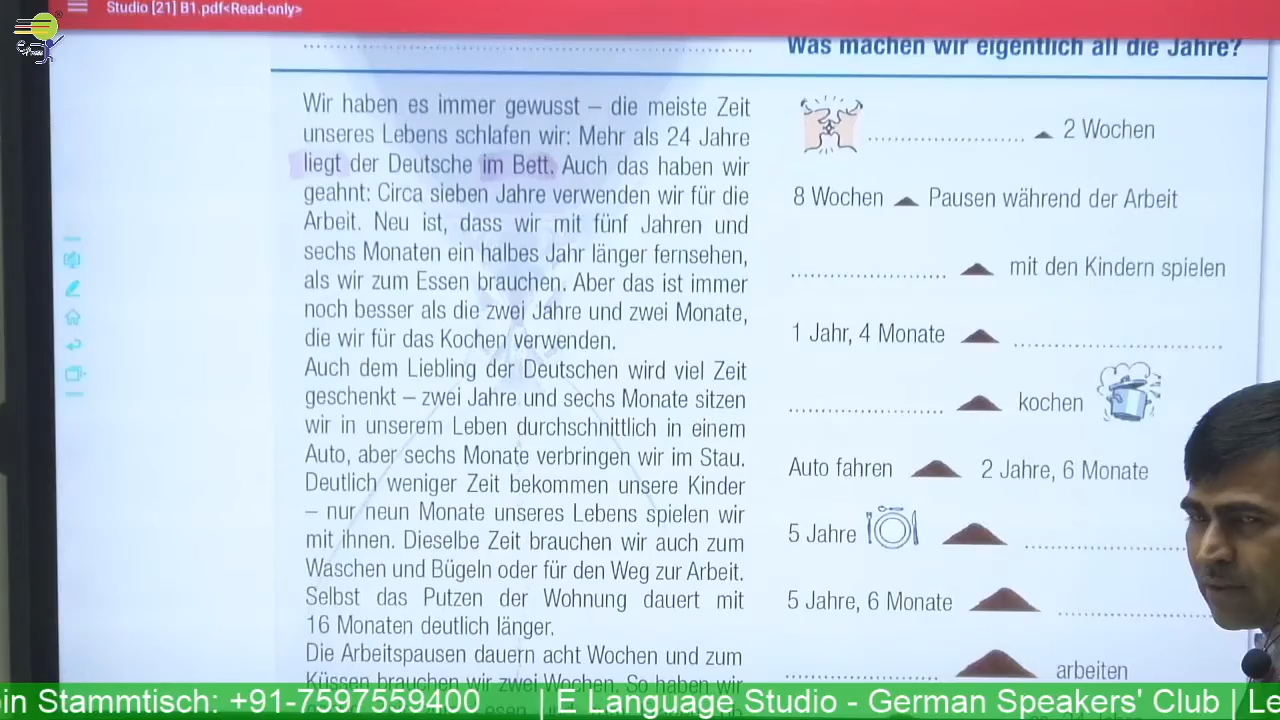 Studio [21] B1.pdf<Read-only>
Was machen wir eigentlich all die Jahre?
Wir haben es immer gewusst – die meiste Zeit
unseres Lebens schlafen wir: Mehr als 24 Jahre
liegt der Deutsche im Bett. Auch das haben wir
geahnt: Circa sieben Jahre verwenden wir für die
Arbeit. Neu ist, dass wir mit fünf Jahren und
sechs Monaten ein halbes Jahr länger fernsehen,
als wir zum Essen brauchen. Aber das ist immer
noch besser als die zwei Jahre und zwei Monate,
die wir für das Kochen verwenden.
Auch dem Liebling der Deutschen wird viel Zeit
geschenkt – zwei Jahre und sechs Monate sitzen
wir in unserem Leben durchschnittlich in einem
Auto, aber sechs Monate verbringen wir im Stau.
Deutlich weniger Zeit bekommen unsere Kinder
– nur neun Monate unseres Lebens spielen wir
mit ihnen. Dieselbe Zeit brauchen wir auch zum
Waschen und Bügeln oder für den Weg zur Arbeit.
Selbst das Putzen der Wohnung dauert mit
16 Monaten deutlich länger.
Die Arbeitspausen dauern acht Wochen und zum
Küssen brauchen wir zwei Wochen. So haben wir
2 Wochen
8 Wochen Pausen während der Arbeit
mit den Kindern spielen
1 Jahr, 4 Monate
kochen
Auto fahren 2 Jahre, 6 Monate
5 Jahre
5 Jahre, 6 Monate
arbeiten
in Stammtisch: +91-7597559400 | E Language Studio - German Speakers' Club | Le